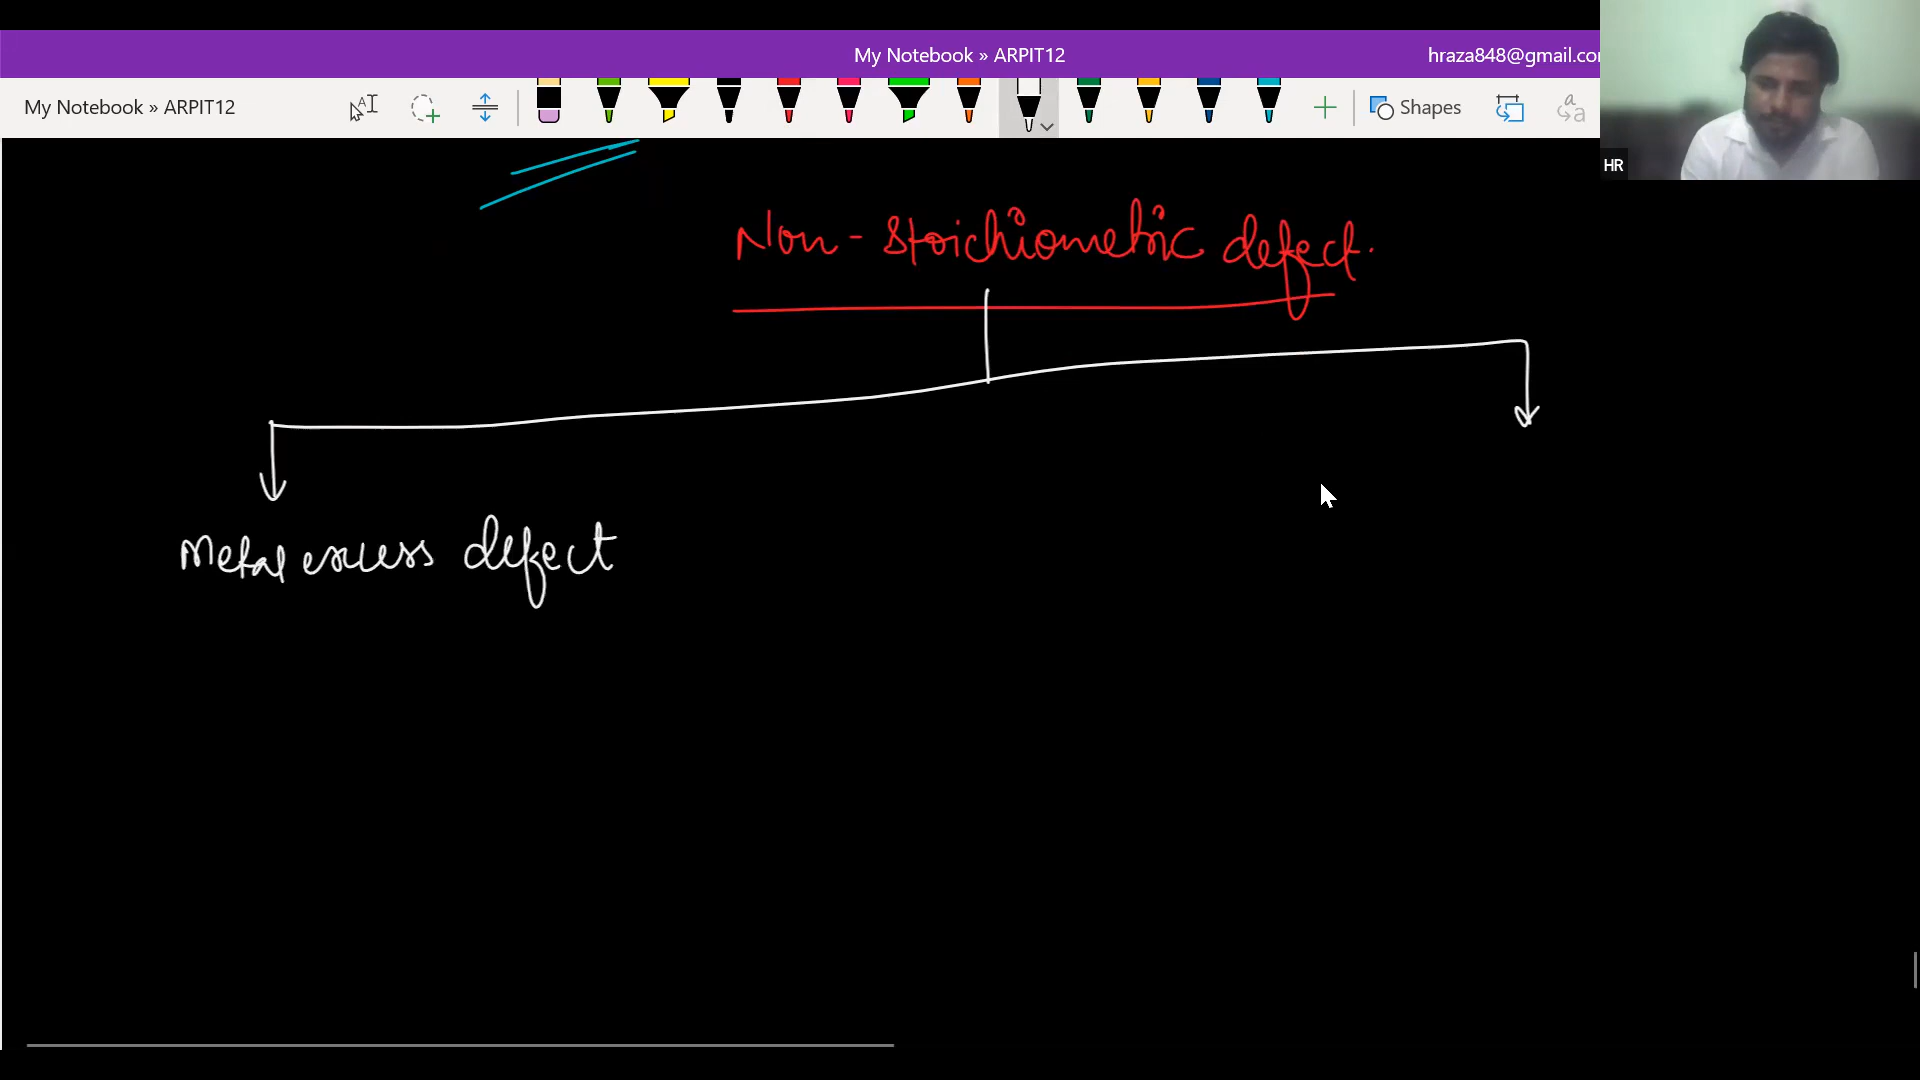 My Notebook » ARPIT12
hraza848@gmail.co
My Notebook » ARPIT12
Shapes
HR
Non-Stoichiometric defect.
Metal excess defect